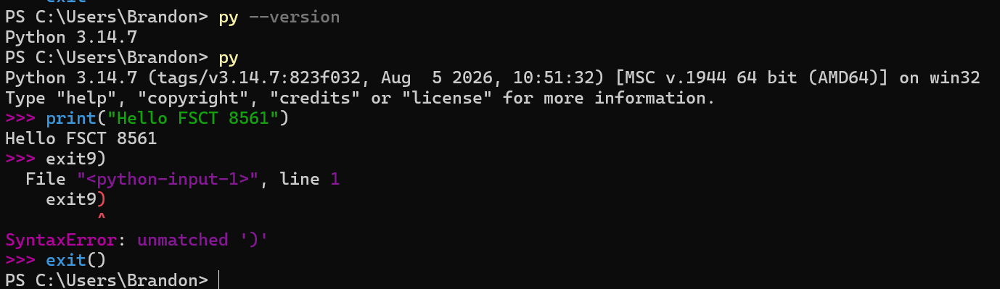 exit
PS C:\Users\Brandon> py --version
Python 3.14.7
PS C:\Users\Brandon> py
Python 3.14.7 (tags/v3.14.7:823f032, Aug  5 2026, 10:51:32) [MSC v.1944 64 bit (AMD64)] on win32
Type "help", "copyright", "credits" or "license" for more information.
>>> print("Hello FSCT 8561")
Hello FSCT 8561
>>> exit9)
  File "<python-input-1>", line 1
    exit9)
         ^
SyntaxError: unmatched ')'
>>> exit()
PS C:\Users\Brandon>